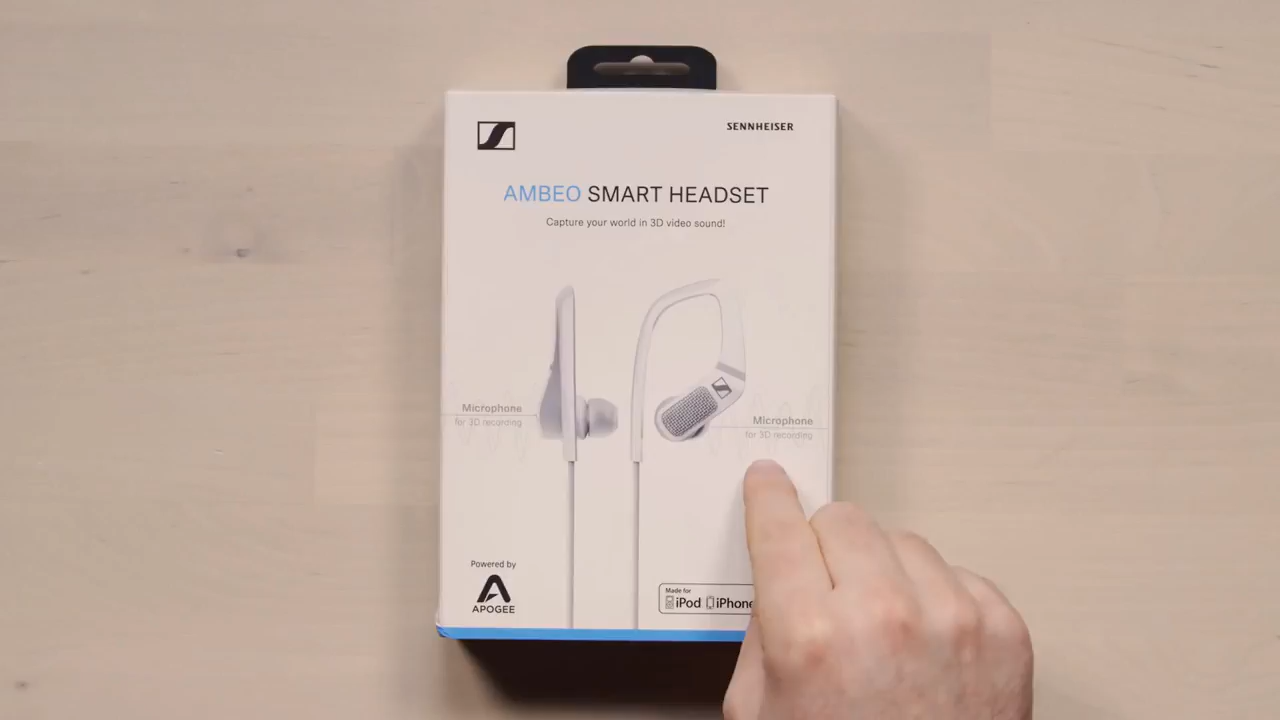 SENNHEISER
AMBEO SMART HEADSET
Capture your world in 3D video sound!
Microphone
for 3D recording
Microphone
for 3D recording
Powered by
APOGEE
Made for
iPod iPhone